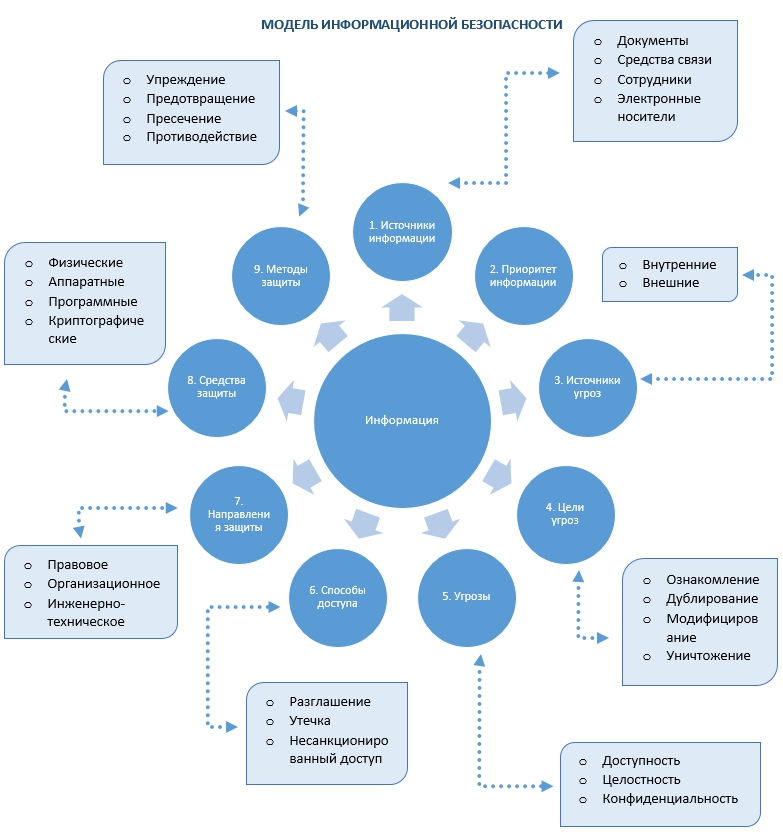 МОДЕЛЬ ИНФОРМАЦИОННОЙ БЕЗОПАСНОСТИ
o Документы
o Средства связи
o Сотрудники
o Электронные
носители
o Упреждение
o Предотвращение
o Пресечение
o Противодействие
1. Источники
информации
2. Приоритет
информации
o Внутренние
o Внешние
3. Источники
угроз
4. Цели
угроз
o Ознакомление
o Дублирование
o Модифициров
ание
o Уничтожение
5. Угрозы
o Доступность
o Целостность
o Конфиденциальность
6. Способы
доступа
o Разглашение
o Утечка
o Несанкциониро
ванный доступ
7.
Направлени
я защиты
o Правовое
o Организационное
o Инженерно-
техническое
8. Средства
защиты
o Физические
o Аппаратные
o Программные
o Криптографиче
ские
9. Методы
защиты
Информация